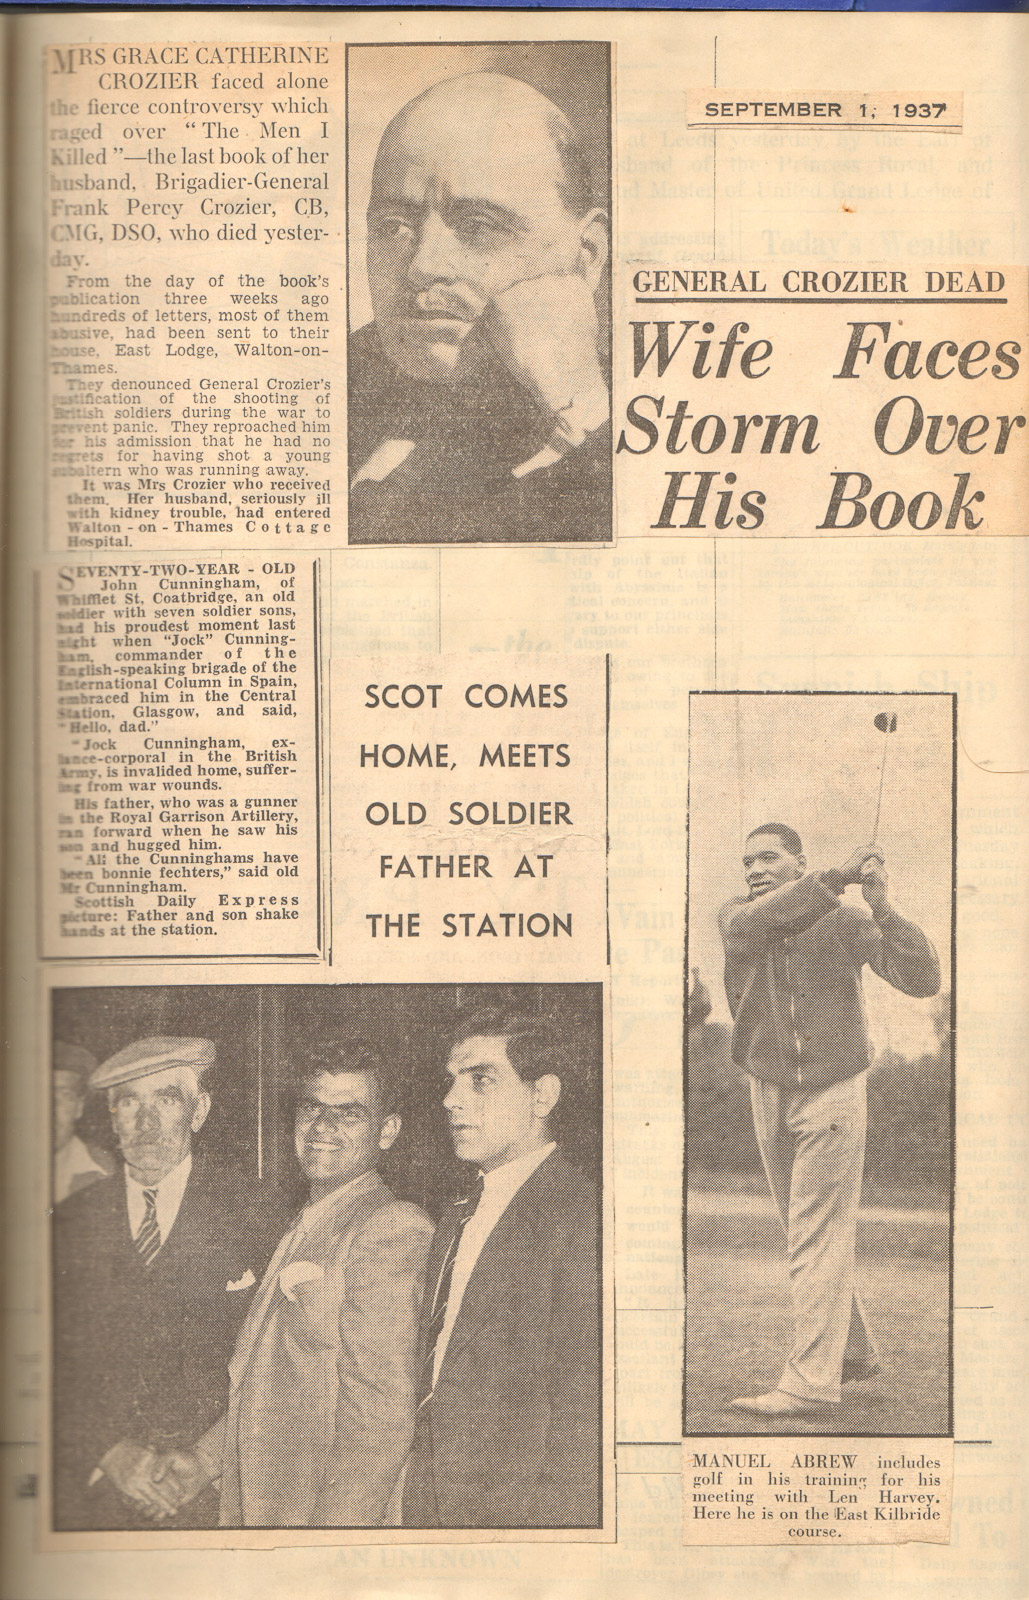 SEPTEMBER 1, 1937
GENERAL CROZIER DEAD
Wife Faces
Storm Over
His Book
MRS GRACE CATHERINE
CROZIER faced alone
the fierce controversy which
raged over “The Men I
Killed”—the last book of her
husband, Brigadier-General
Frank Percy Crozier, CB,
CMG, DSO, who died yester-
day.
From the day of the book's
publication three weeks ago
hundreds of letters, most of them
abusive, had been sent to their
house, East Lodge, Walton-on-
Thames.
They denounced General Crozier's
justification of the shooting of
British soldiers during the war to
prevent panic. They reproached him
for his admission that he had no
regrets for having shot a young
subaltern who was running away.
It was Mrs Crozier who received
them. Her husband, seriously ill
with kidney trouble, had entered
Walton-on-Thames Cottage
Hospital.
SEVENTY-TWO-YEAR-OLD
John Cunningham, of
Whifflet St, Coatbridge, an old
soldier with seven soldier sons,
had his proudest moment last
night when “Jock” Cunning-
ham, commander of the
English-speaking brigade of the
International Column in Spain,
embraced him in the Central
Station, Glasgow, and said,
“Hello, dad.”
“Jock Cunningham, ex-
lance-corporal in the British
Army, is invalided home, suffer-
ing from war wounds.
His father, who was a gunner
in the Royal Garrison Artillery,
ran forward when he saw his
son and hugged him.
“All the Cunninghams have
been bonnie fechters,” said old
Mr Cunningham.
Scottish Daily Express
picture: Father and son shake
hands at the station.
SCOT COMES
HOME, MEETS
OLD SOLDIER
FATHER AT
THE STATION
MANUEL ABREW includes
golf in his training for his
meeting with Len Harvey.
Here he is on the East Kilbride
course.